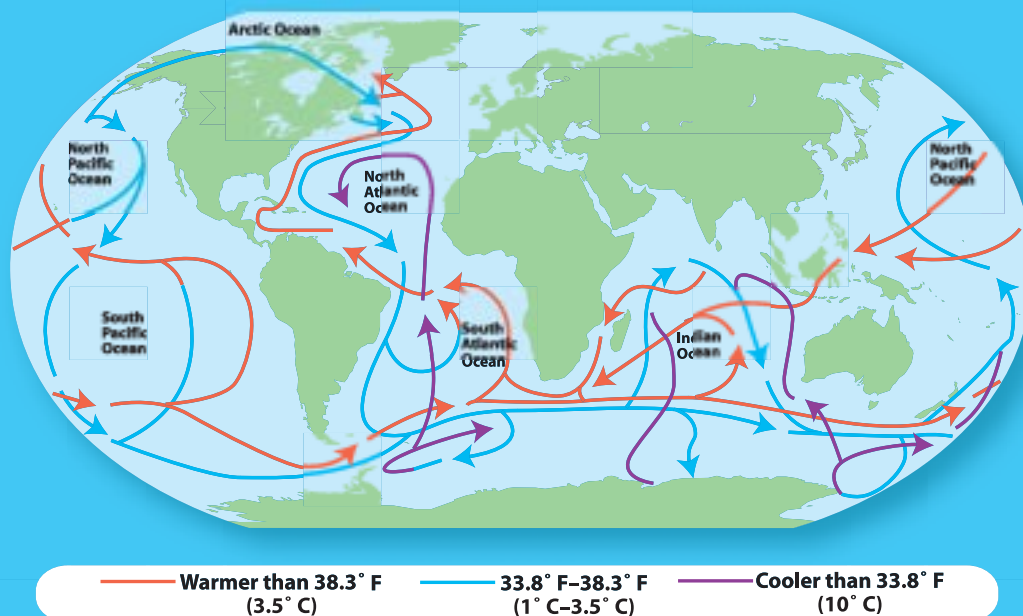 Arctic Ocean
North
Pacific
Ocean
North
Atlantic
Ocean
North
Pacific
Ocean
South
Pacific
Ocean
South
Atlantic
Ocean
Indian
Ocean
Warmer than 38.3° F
(3.5° C)
33.8° F–38.3° F
(1° C–3.5° C)
Cooler than 33.8° F
(10° C)